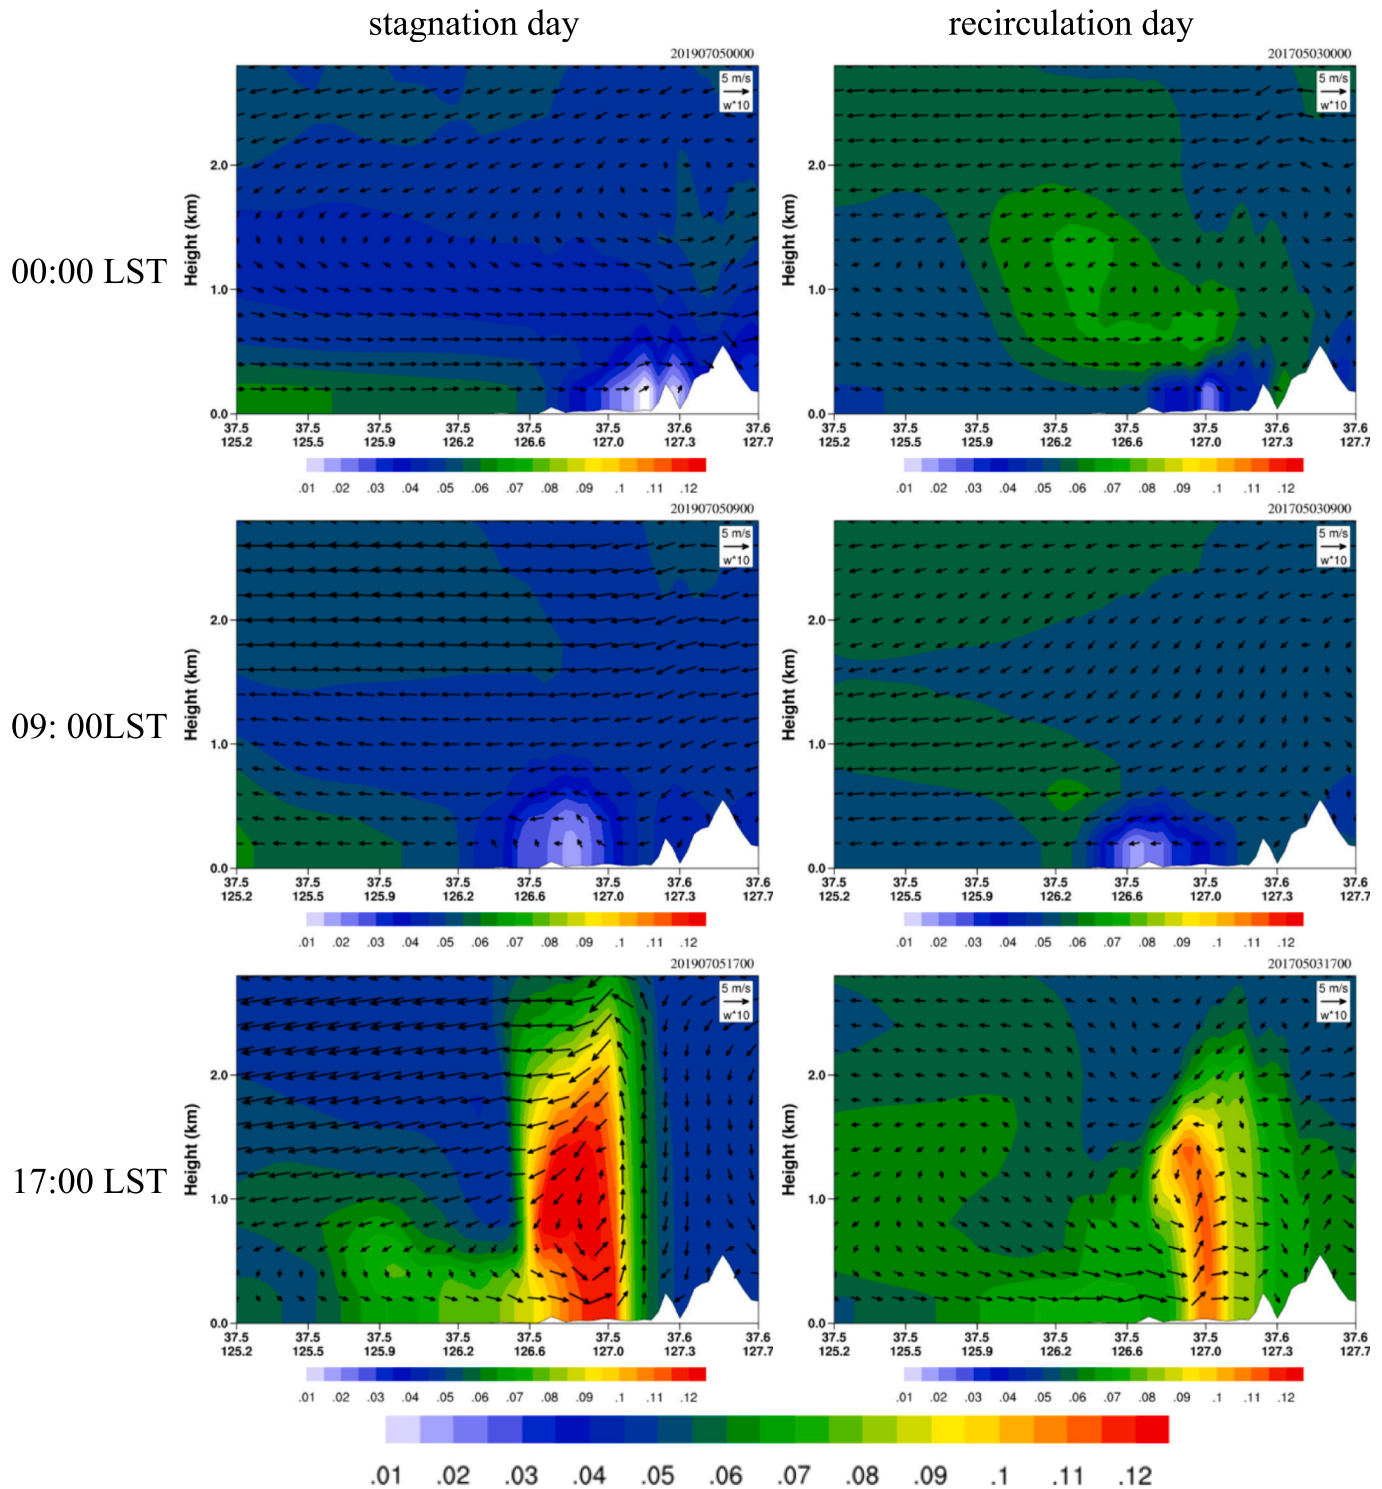 stagnation day recirculation day
201907050000 201705030000
5 m/s 5 m/s
w*10 w*10
2.0 2.0
Height (km) Height (km)
00:00 LST
1.0 1.0
0.0 0.0
37.5 37.5 37.5 37.5 37.5 37.5 37.6 37.6 37.5 37.5 37.5 37.5 37.5 37.5 37.6 37.6
125.2 125.5 125.9 126.2 126.6 127.0 127.3 127.7 125.2 125.5 125.9 126.2 126.6 127.0 127.3 127.7
.01 .02 .03 .04 .05 .06 .07 .08 .09 .1 .11 .12 .01 .02 .03 .04 .05 .06 .07 .08 .09 .1 .11 .12
201907050900 201705030900
5 m/s 5 m/s
w*10 w*10
2.0 2.0
Height (km) Height (km)
09: 00LST
1.0 1.0
0.0 0.0
37.5 37.5 37.5 37.5 37.5 37.5 37.6 37.6 37.5 37.5 37.5 37.5 37.5 37.5 37.6 37.6
125.2 125.5 125.9 126.2 126.6 127.0 127.3 127.7 125.2 125.5 125.9 126.2 126.6 127.0 127.3 127.7
.01 .02 .03 .04 .05 .06 .07 .08 .09 .1 .11 .12 .01 .02 .03 .04 .05 .06 .07 .08 .09 .1 .11 .12
201907051700 201705031700
5 m/s 5 m/s
w*10 w*10
2.0 2.0
Height (km) Height (km)
17:00 LST
1.0 1.0
0.0 0.0
37.5 37.5 37.5 37.5 37.5 37.5 37.6 37.6 37.5 37.5 37.5 37.5 37.5 37.5 37.6 37.6
125.2 125.5 125.9 126.2 126.6 127.0 127.3 127.7 125.2 125.5 125.9 126.2 126.6 127.0 127.3 127.7
.01 .02 .03 .04 .05 .06 .07 .08 .09 .1 .11 .12 .01 .02 .03 .04 .05 .06 .07 .08 .09 .1 .11 .12
.01 .02 .03 .04 .05 .06 .07 .08 .09 .1 .11 .12